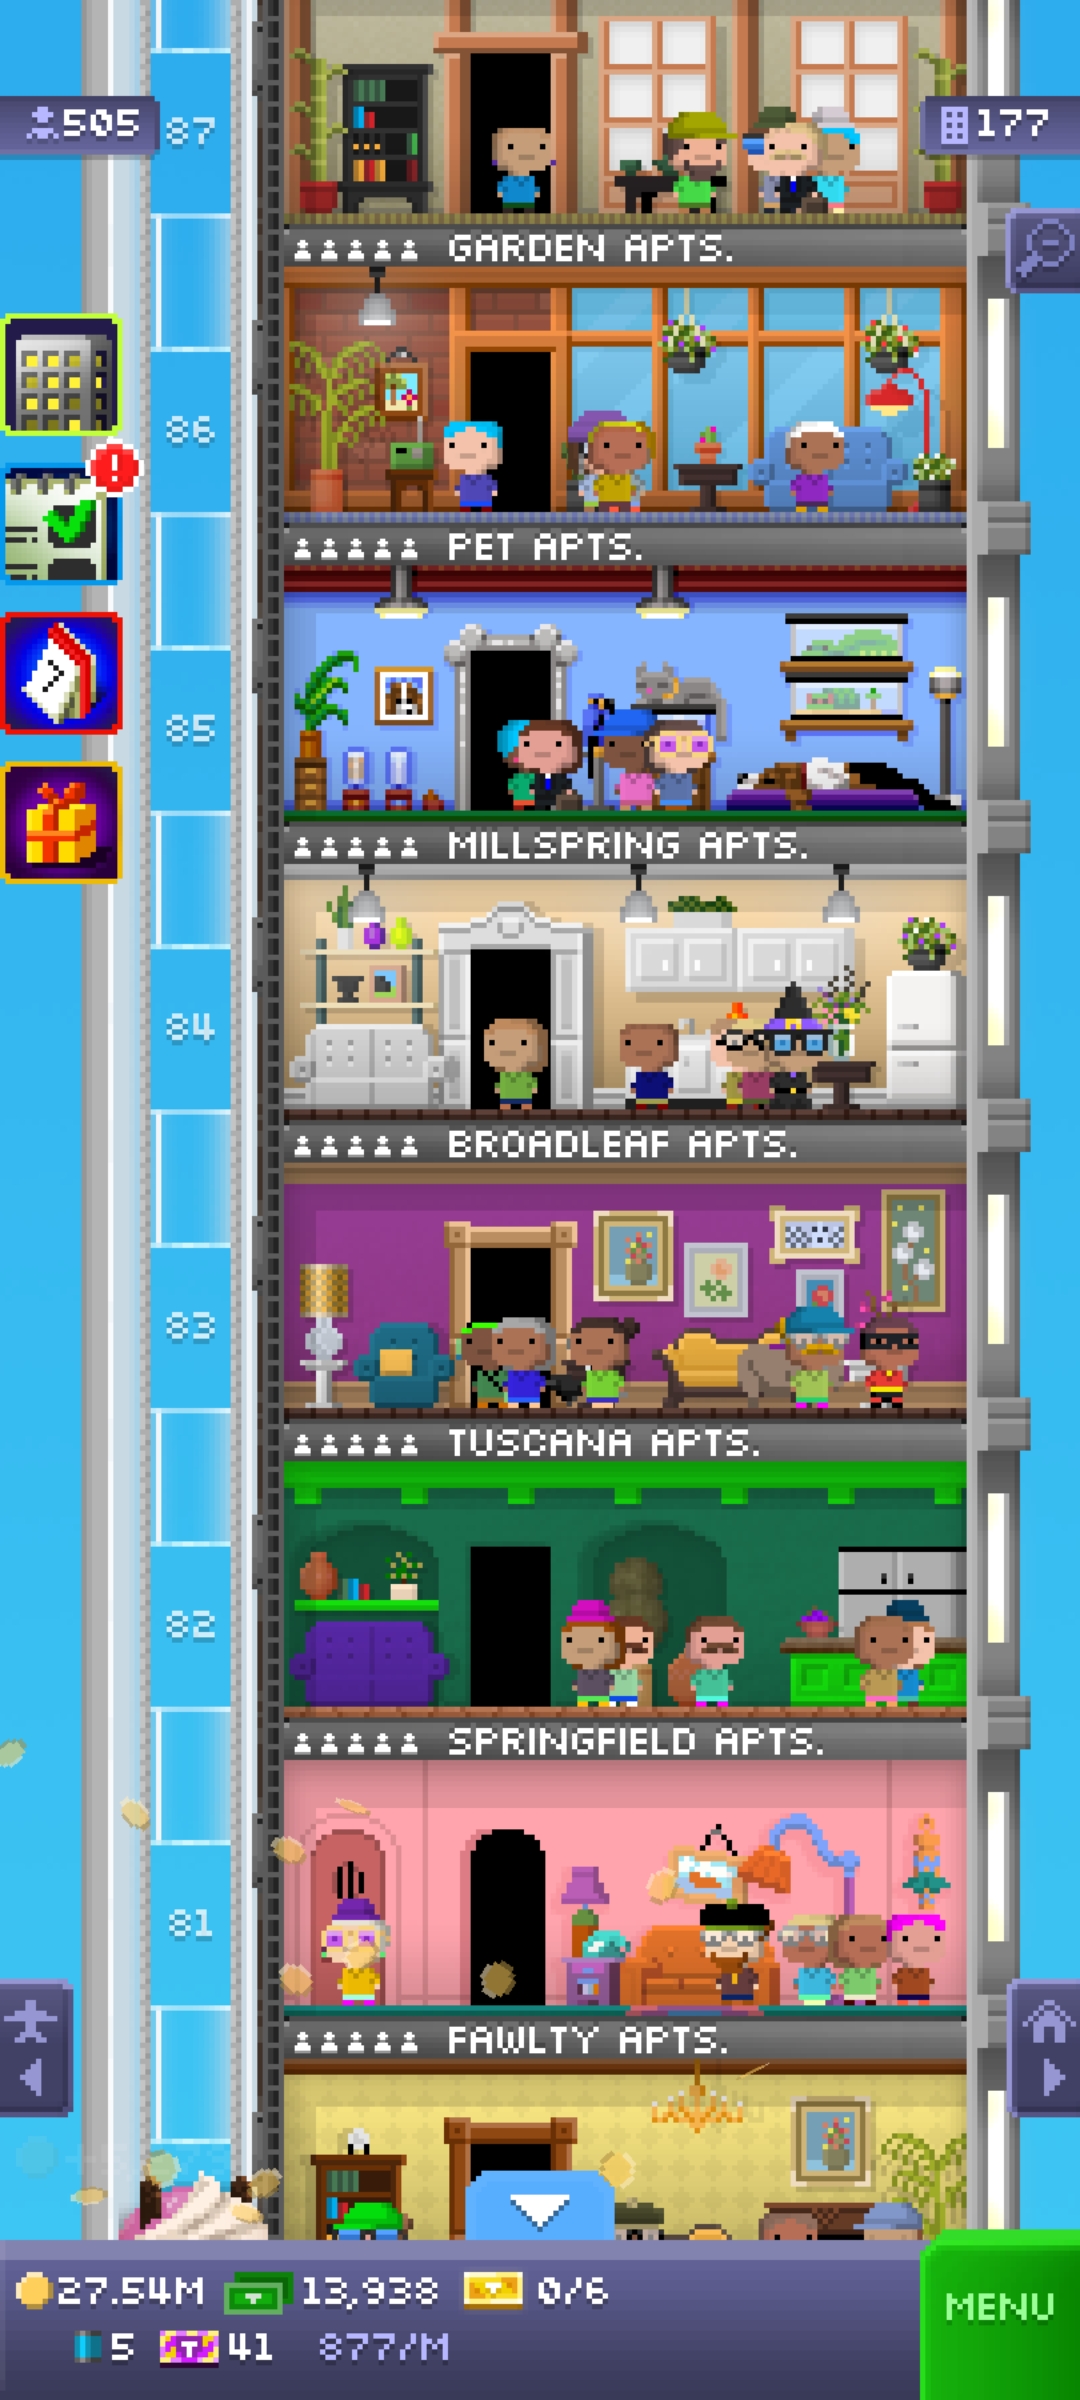 505
87
177
GARDEN APTS.
86
PET APTS.
85
MILLSPRING APTS.
84
BROADLEAF APTS.
83
TUSCANA APTS.
82
SPRINGFIELD APTS.
81
FAWLTY APTS.
27.54M 13,938 0/6
MENU
5 T 41 877/M